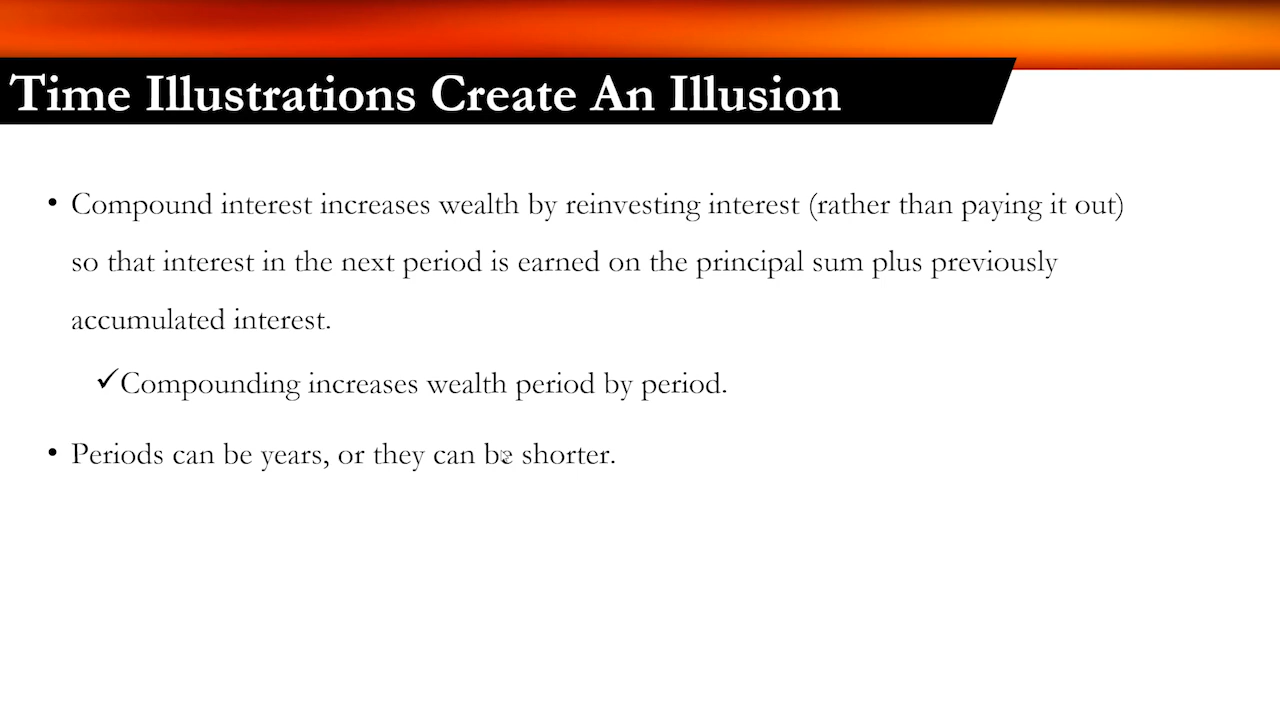 Time Illustrations Create An Illusion
• Compound interest increases wealth by reinvesting interest (rather than paying it out)
so that interest in the next period is earned on the principal sum plus previously
accumulated interest.
✓Compounding increases wealth period by period.
• Periods can be years, or they can be shorter.